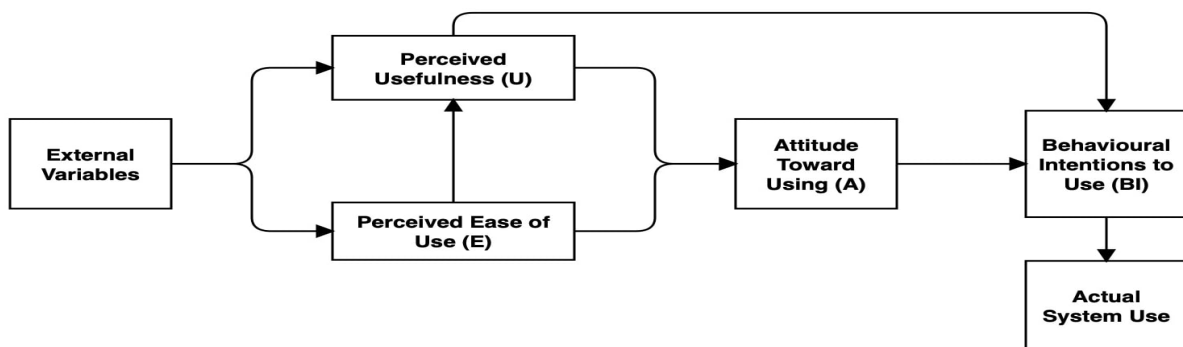 Perceived
Usefulness (U)
External
Variables
Perceived Ease of
Use (E)
Attitude
Toward
Using (A)
Behavioural
Intentions to
Use (BI)
Actual
System Use